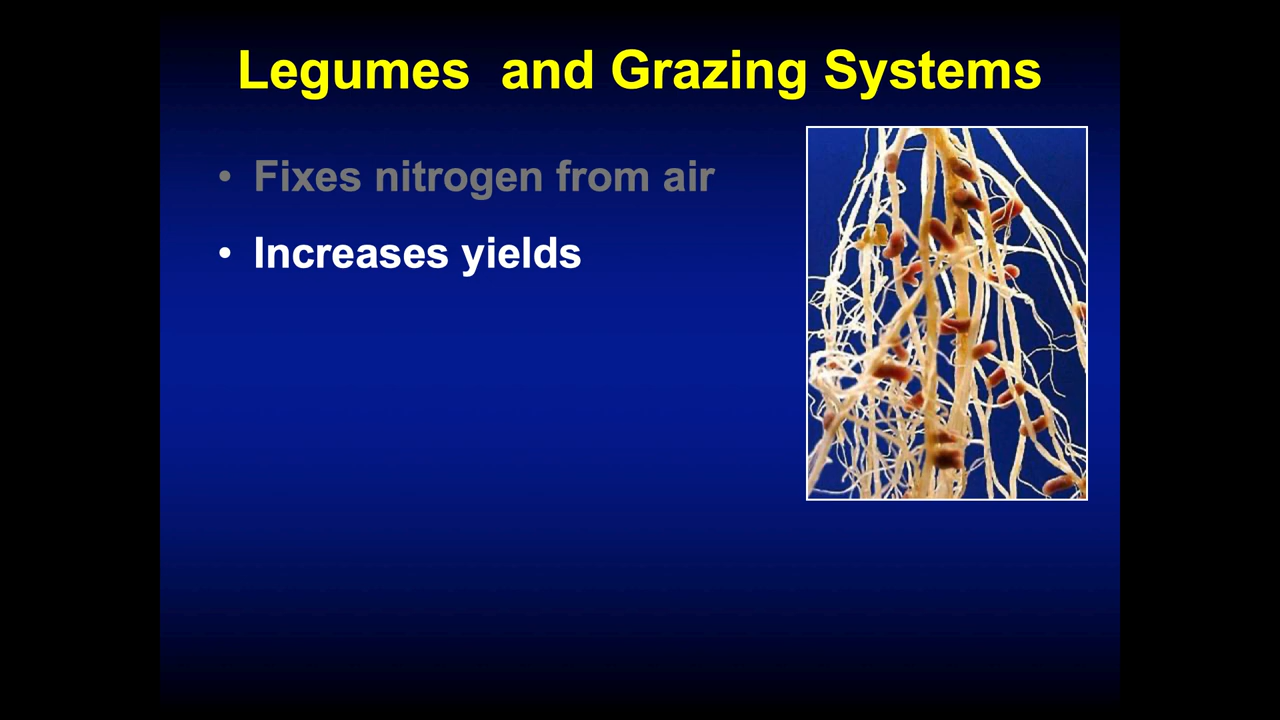 Legumes  and Grazing Systems
• Fixes nitrogen from air
• Increases yields